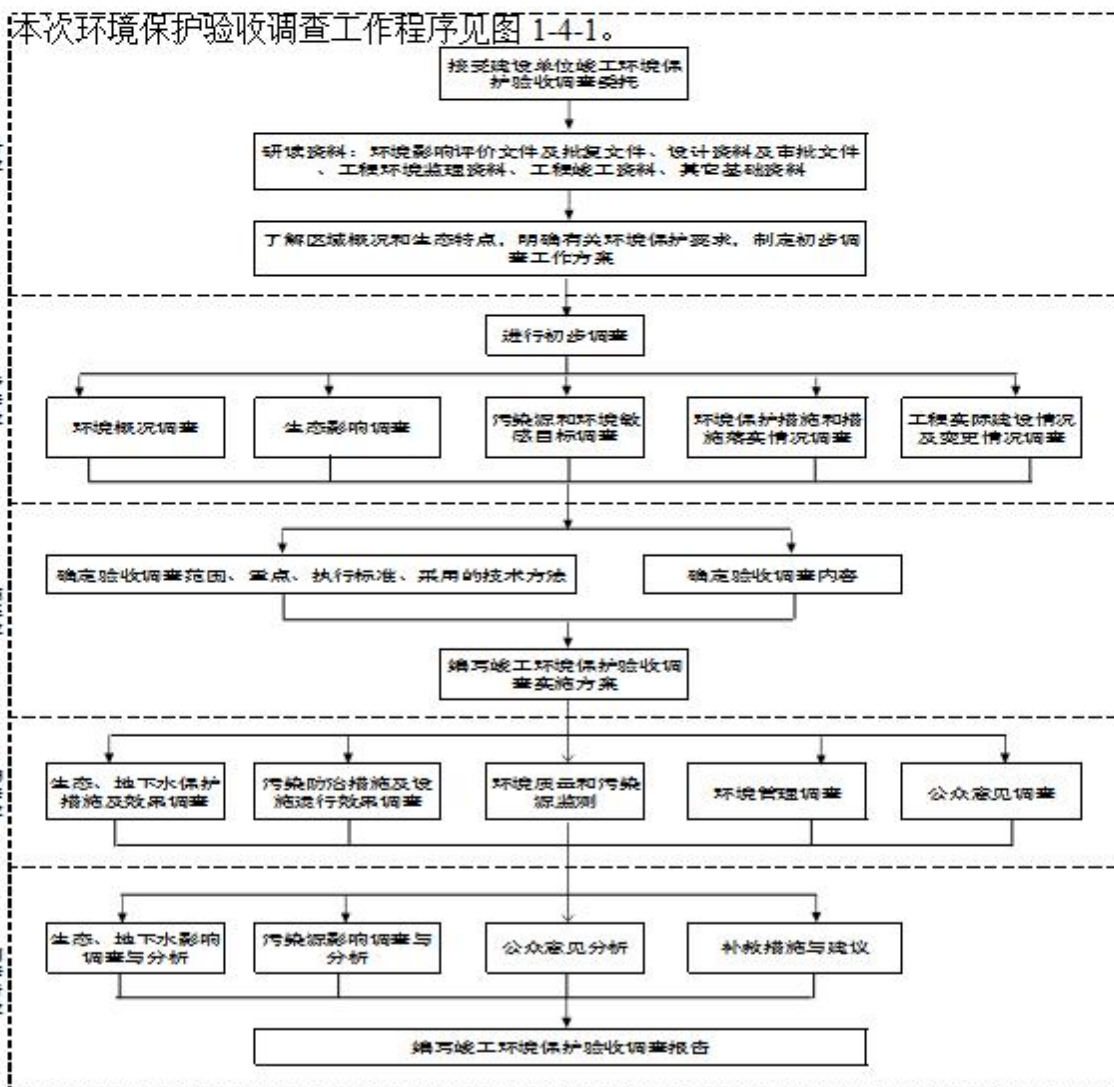 本次环境保护验收调查工作程序见图 1-4-1。
接受建设单位竣工环境保
护验收调查委托
研读资料：环境影响评价文件及批复文件、设计资料及审批文件
、工程环境监理资料、工程竣工资料、其它基础资料
了解区域概况和生态特点，明确有关环境保护要求，制定初步调
查工作方案
进行初步调查
环境概况调查
生态影响调查
污染源和环境敏
感目标调查
环境保护措施和措
施落实情况调查
工程实际建设情况
及变更情况调查
确定验收调查范围、重点、执行标准、采用的技术方法
确定验收调查内容
编写竣工环境保护验收调
查实施方案
生态、地下水保护
措施及效果调查
污染防治措施及设
施运行效果调查
环境质量和污染
源监测
环境管理调查
公众意见调查
生态、地下水影响
调查与分析
污染源影响调查与
分析
公众意见分析
补救措施与建议
编写竣工环境保护验收调查报告